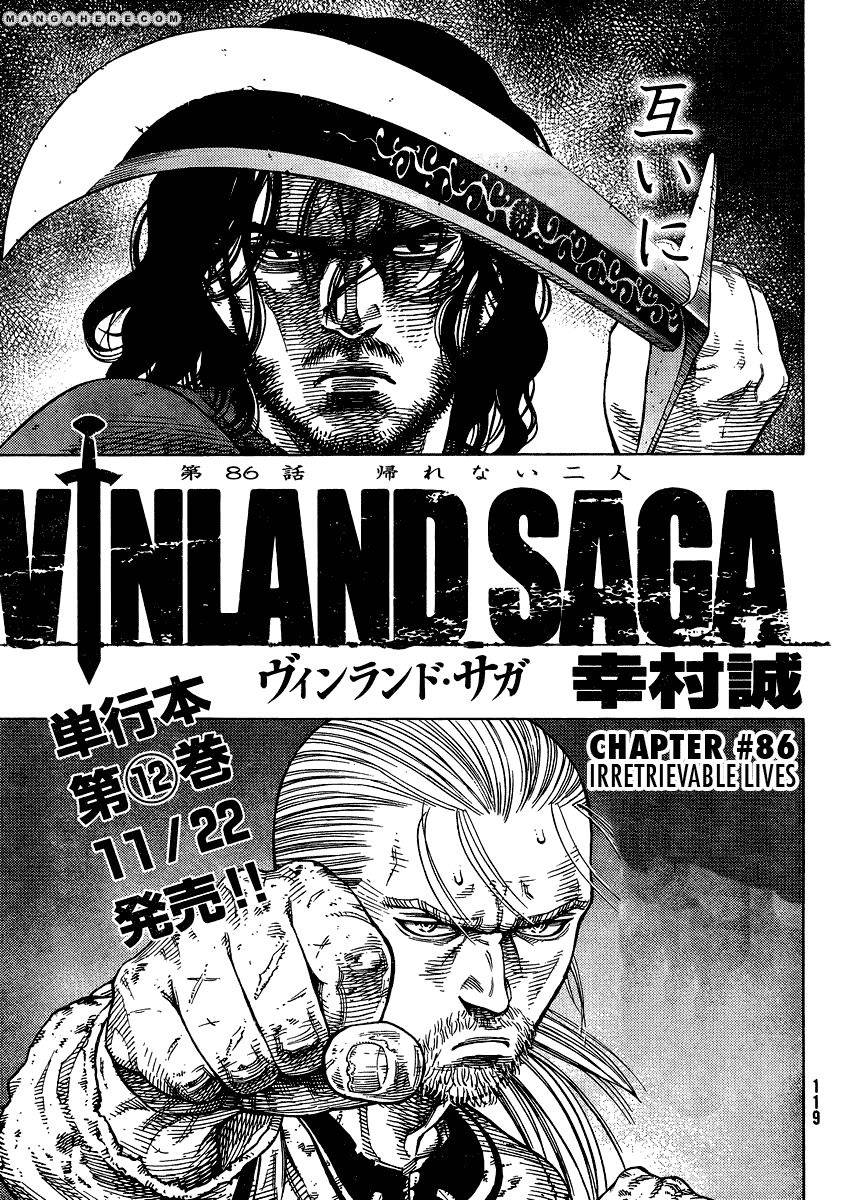 MANGAHERE.COM
互いに
第86話 帰れない二人
VINLAND SAGA
ヴィンランド・サガ 幸村誠
CHAPTER #86
IRRETRIEVABLE LIVES
単行本
第⑫巻
11/22
発売!!
119